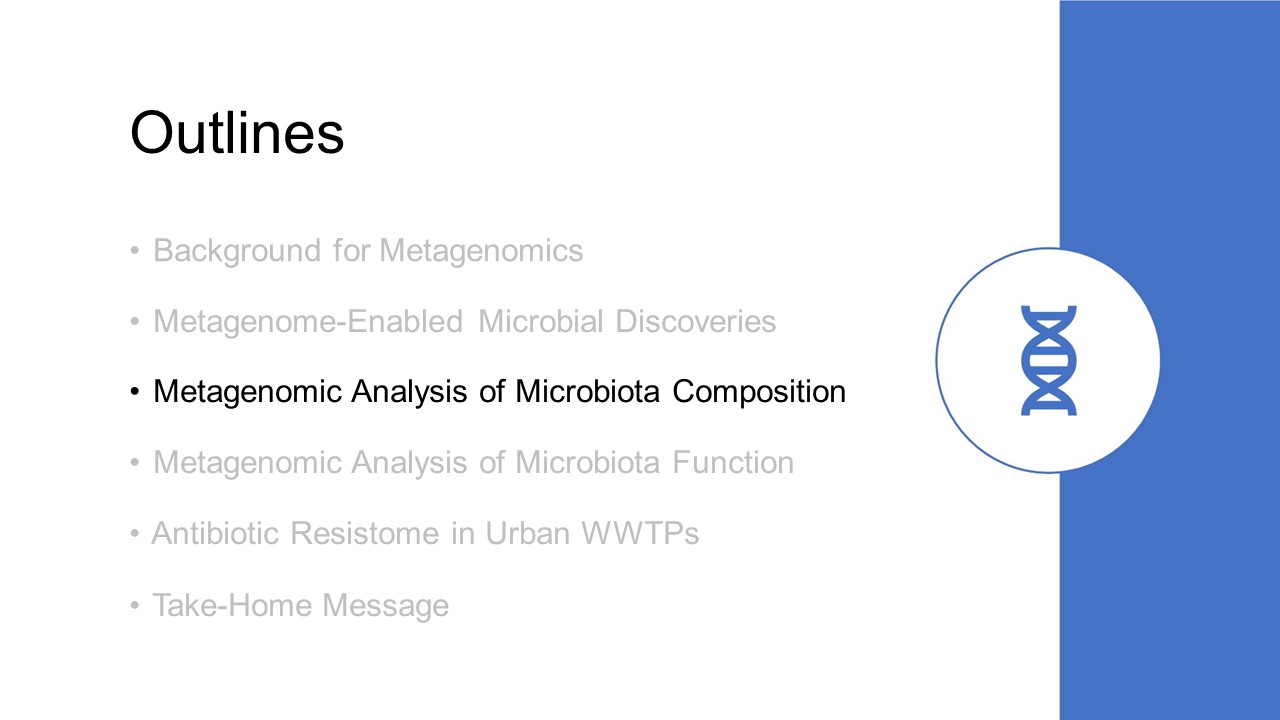 Outlines
• Background for Metagenomics
• Metagenome-Enabled Microbial Discoveries
• Metagenomic Analysis of Microbiota Composition
• Metagenomic Analysis of Microbiota Function
• Antibiotic Resistome in Urban WWTPs
• Take-Home Message